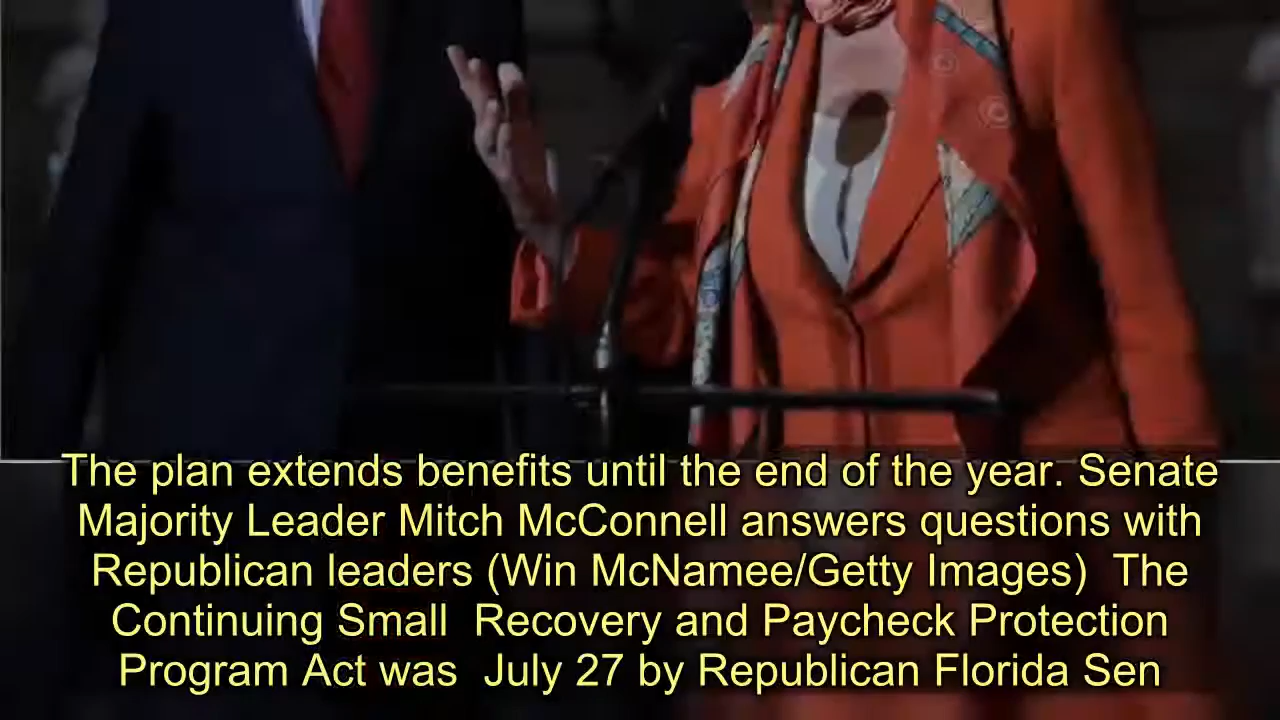 The plan extends benefits until the end of the year. Senate
Majority Leader Mitch McConnell answers questions with
Republican leaders (Win McNamee/Getty Images)  The
Continuing Small  Recovery and Paycheck Protection
Program Act was  July 27 by Republican Florida Sen